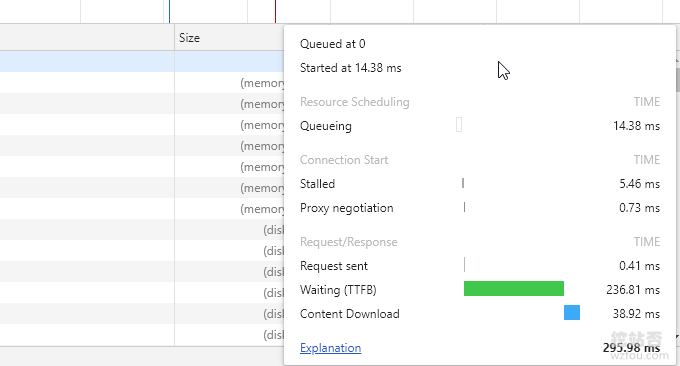 Size
Queued at 0
Started at 14.38 ms
Resource Scheduling TIME
Queueing 14.38 ms
Connection Start TIME
Stalled 5.46 ms
Proxy negotiation 0.73 ms
Request/Response TIME
Request sent 0.41 ms
Waiting (TTFB) 236.81 ms
Content Download 38.92 ms
Explanation 295.98 ms
(memory
(memory
(memory
(memory
(memory
(memory
(memory
(disk
(disk
(disk
(disk
(disk
(disk
挖站否
wzfou.com